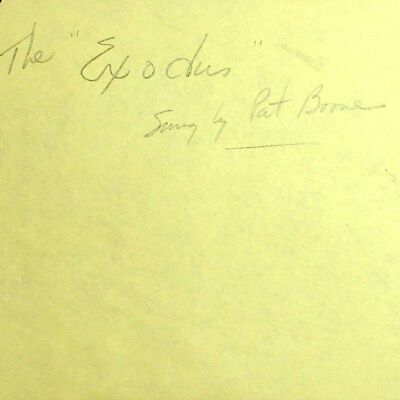 The "Exodus"
Sung by Pat Boone